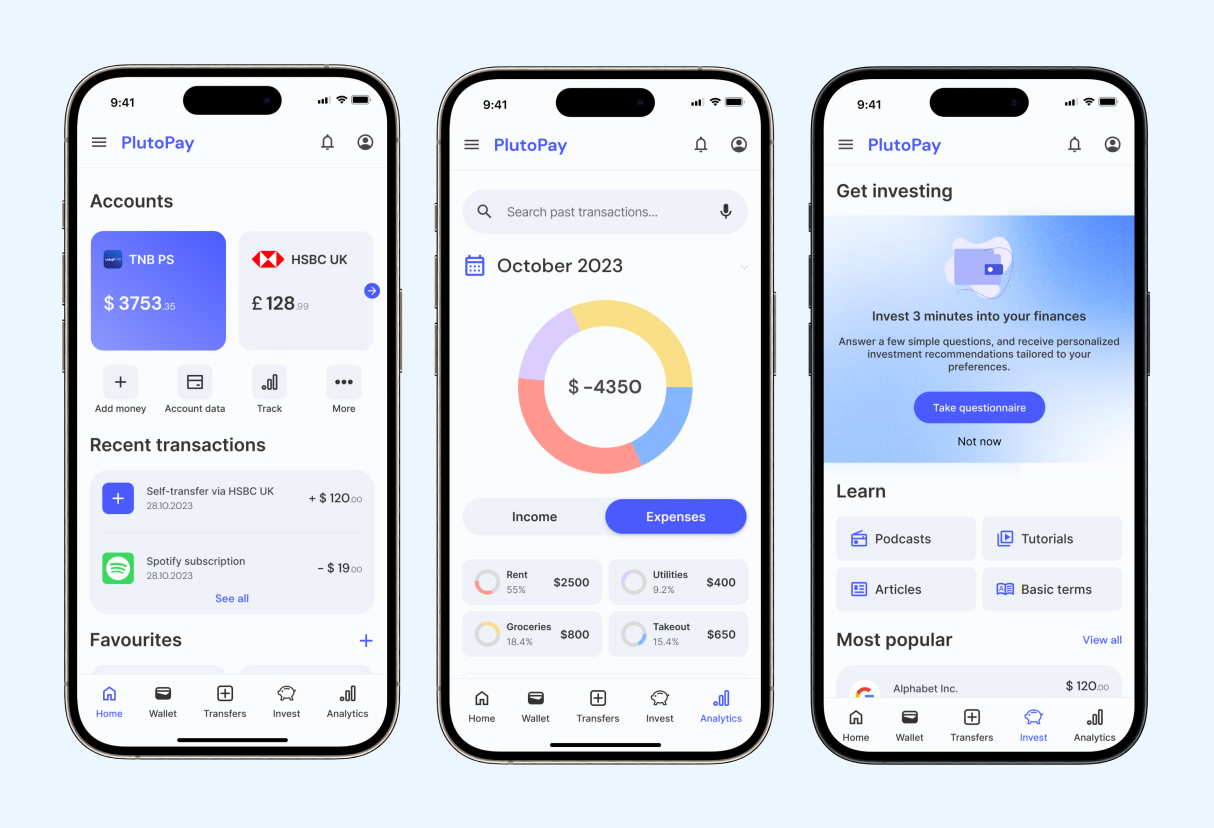 9:41
PlutoPay
Accounts
TNB PS
$ 3753.35
HSBC UK
£ 128.99
Add money
Account data
Track
More
Recent transactions
Self-transfer via HSBC UK
28.10.2023
+ $ 120.00
Spotify subscription
28.10.2023
– $ 19.00
See all
Favourites
Home
Wallet
Transfers
Invest
Analytics
9:41
PlutoPay
Search past transactions...
October 2023
$ -4350
Income
Expenses
Rent
55%
$2500
Utilities
9.2%
$400
Groceries
18.4%
$800
Takeout
15.4%
$650
Home
Wallet
Transfers
Invest
Analytics
9:41
PlutoPay
Get investing
Invest 3 minutes into your finances
Answer a few simple questions, and receive personalized
investment recommendations tailored to your
preferences.
Take questionnaire
Not now
Learn
Podcasts
Tutorials
Articles
Basic terms
Most popular
View all
Alphabet Inc.
$ 120.00
Home
Wallet
Transfers
Invest
Analytics